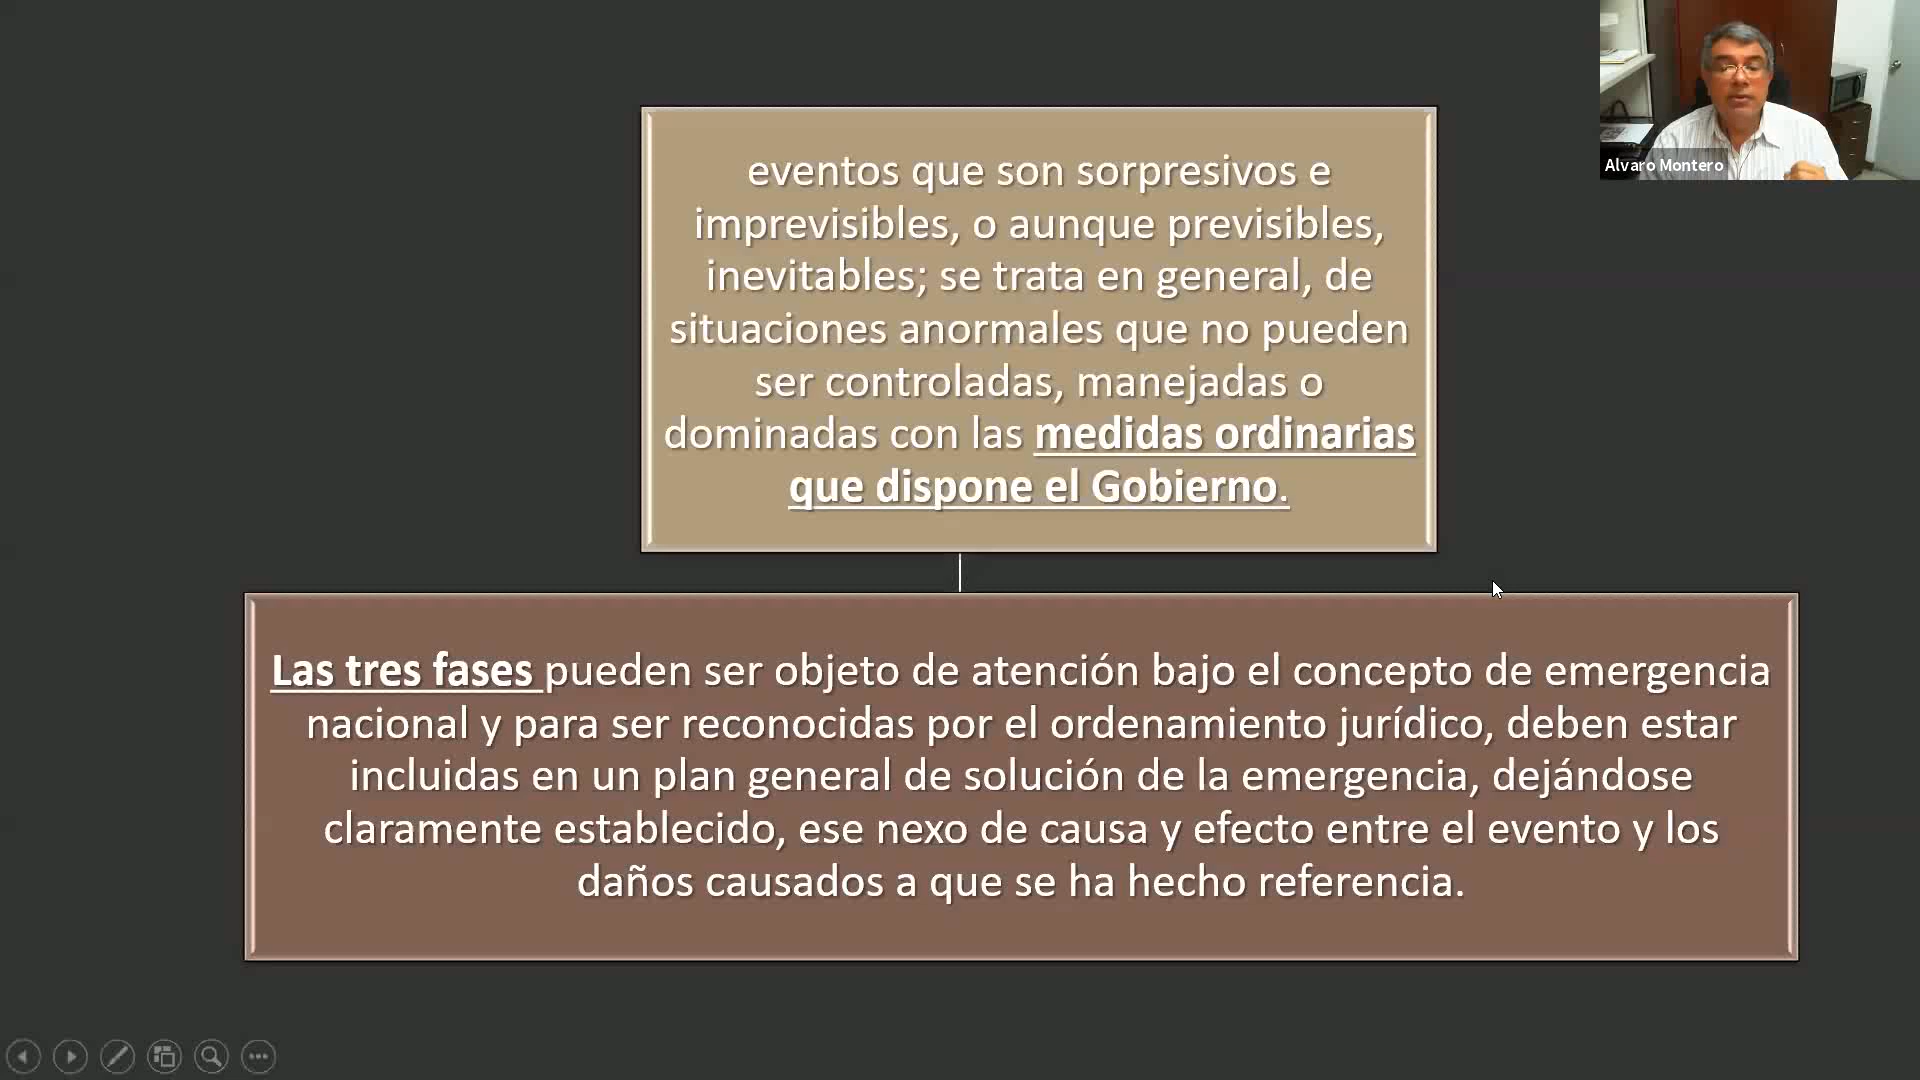 eventos que son sorpresivos e
imprevisibles, o aunque previsibles,
inevitables; se trata en general, de
situaciones anormales que no pueden
ser controladas, manejadas o
dominadas con las medidas ordinarias
que dispone el Gobierno.
Las tres fases pueden ser objeto de atención bajo el concepto de emergencia
nacional y para ser reconocidas por el ordenamiento jurídico, deben estar
incluidas en un plan general de solución de la emergencia, dejándose
claramente establecido, ese nexo de causa y efecto entre el evento y los
daños causados a que se ha hecho referencia.
Alvaro Montero